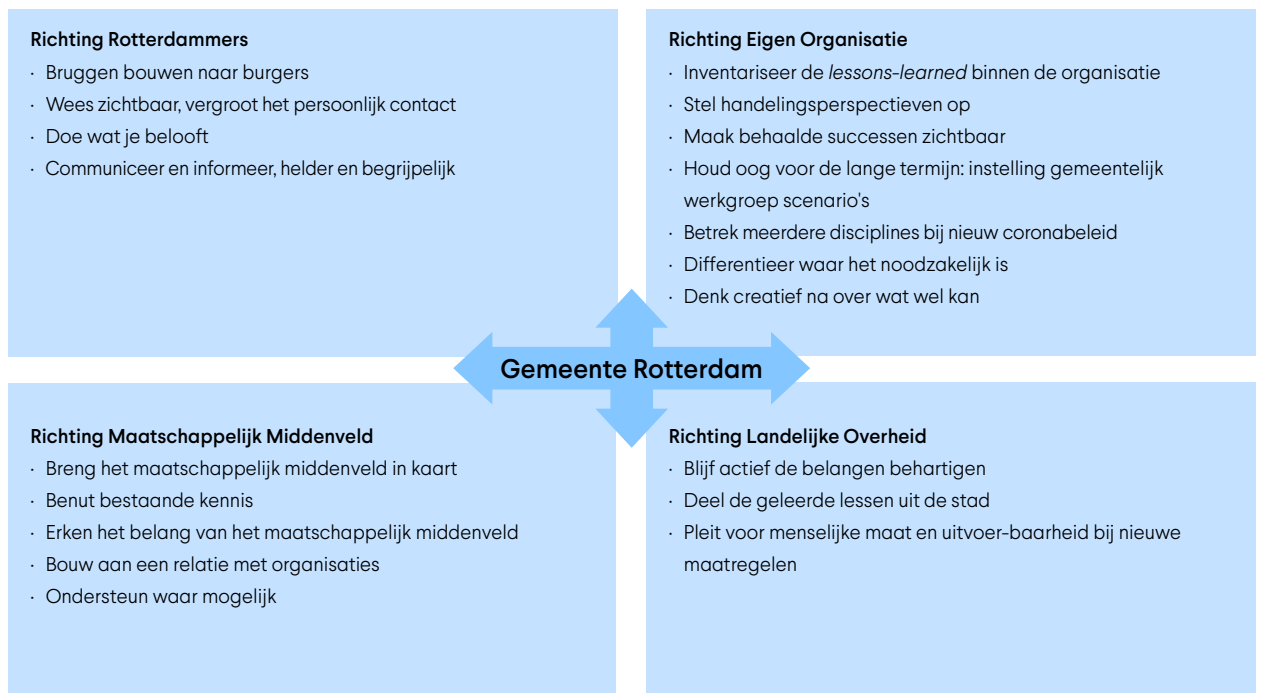 Richting Rotterdammers
· Bruggen bouwen naar burgers
· Wees zichtbaar, vergroot het persoonlijk contact
· Doe wat je belooft
· Communiceer en informeer, helder en begrijpelijk
Richting Eigen Organisatie
· Inventariseer de lessons-learned binnen de organisatie
· Stel handelingsperspectieven op
· Maak behaalde successen zichtbaar
· Houd oog voor de lange termijn: instelling gemeentelijk
werkgroep scenario's
· Betrek meerdere disciplines bij nieuw coronabeleid
· Differentieer waar het noodzakelijk is
· Denk creatief na over wat wel kan
Gemeente Rotterdam
Richting Maatschappelijk Middenveld
· Breng het maatschappelijk middenveld in kaart
· Benut bestaande kennis
· Erken het belang van het maatschappelijk middenveld
· Bouw aan een relatie met organisaties
· Ondersteun waar mogelijk
Richting Landelijke Overheid
· Blijf actief de belangen behartigen
· Deel de geleerde lessen uit de stad
· Pleit voor menselijke maat en uitvoer-baarheid bij nieuwe
maatregelen